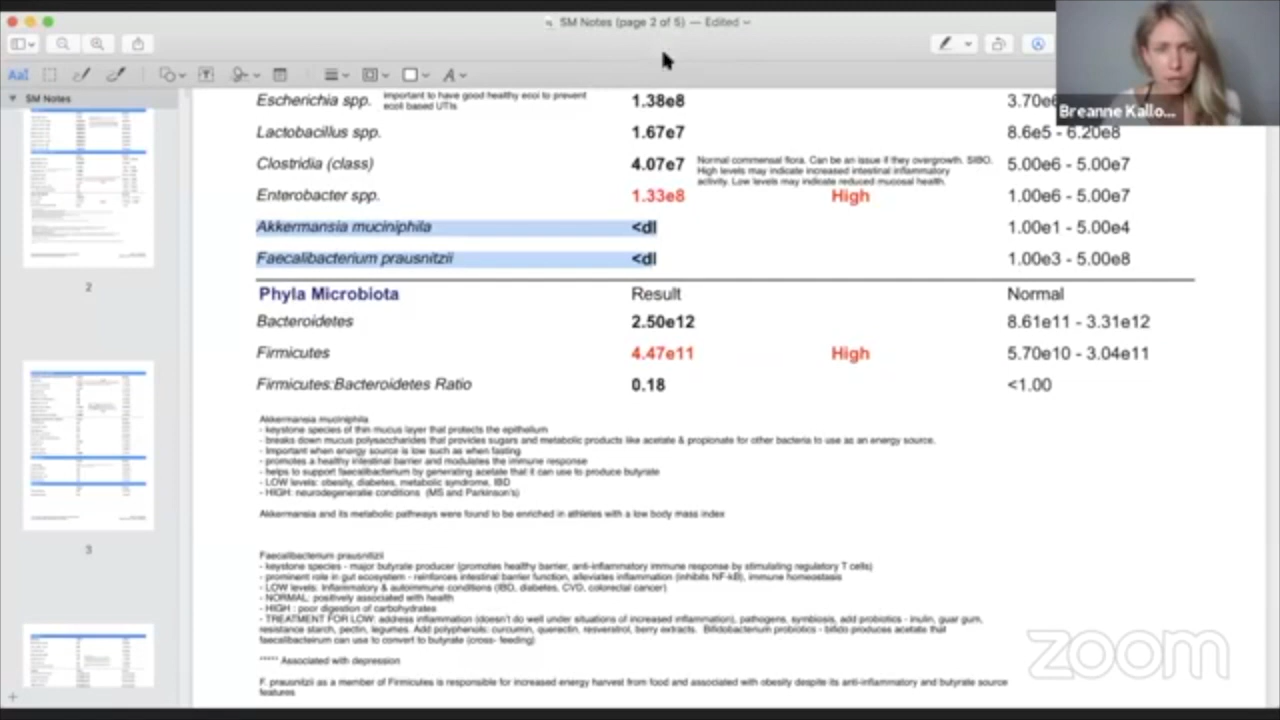 SM Notes (page 2 of 5) — Edited
SM Notes
Escherichia spp. important to have good healthy ecoi to prevent ecoli based UTIs 1.38e8 3.70e6
Breanne Kallo...
Lactobacillus spp. 1.67e7 8.6e5 - 6.20e8
Clostridia (class) 4.07e7 Normal commensal flora. Can be an issue if they overgrowth. SIBO. 5.00e6 - 5.00e7
High levels may indicate increased intestinal inflammatory
activity. Low levels may indicate reduced mucosal health.
Enterobacter spp. 1.33e8 High 1.00e6 - 5.00e7
Akkermansia muciniphila <dl 1.00e1 - 5.00e4
Faecalibacterium prausnitzii <dl 1.00e3 - 5.00e8
Phyla Microbiota Result Normal
Bacteroidetes 2.50e12 8.61e11 - 3.31e12
Firmicutes 4.47e11 High 5.70e10 - 3.04e11
Firmicutes:Bacteroidetes Ratio 0.18 <1.00
Akkermansia muciniphila
- keystone species of thin mucus layer that protects the epithelium
- breaks down mucus polysaccharides that provides sugars and metabolic products like acetate & propionate for other bacteria to use as an energy source.
- Important when energy source is low such as when fasting
- promotes a healthy intestinal barrier and modulates the immune response
- helps to support faecalibacterium by generating acetate that it can use to produce butyrate
- LOW levels: obesity, diabetes, metabolic syndrome, IBD
- HIGH: neurodegeneratie conditions (MS and Parkinson's)
Akkermansia and its metabolic pathways were found to be enriched in athletes with a low body mass index
Faecalibacterium prausnitizii
- keystone species - major butyrate producer (promotes healthy barrier, anti-inflammatory immune response by stimulating regulatory T cells)
- prominent role in gut ecosystem - reinforces intestinal barrier function, alleviates inflammation (inhibits NF-kB), immune homeostasis
- LOW levels: Inflammatory & autoimmune conditions (IBD, diabetes, CVD, colorectal cancer)
- NORMAL: positively associated with health
- HIGH : poor digestion of carbohydrates
- TREATMENT FOR LOW: address inflammation (doesn't do well under situations of increased inflammation), pathogens, symbiosis, add probiotics - inulin, guar gum,
resistance starch, pectin, legumes. Add polyphenols: curcumin, querectin, resvestrol, berry extracts. Bifidobacterium probiotics - bifido produces acetate that
faecalibacteirum can use to convert to butyrate (cross- feeding)
***** Associated with depression
F. prausnitzii as a member of Firmicutes is responsible for increased energy harvest from food and associated with obesity despite its anti-inflammatory and butyrate source
features
2
3
zoom